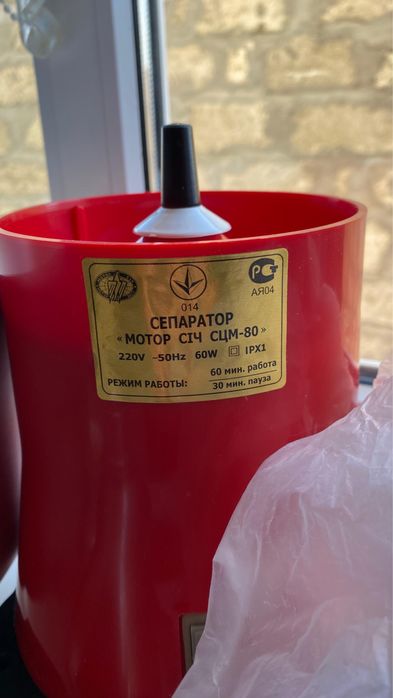 014
АЯ04
СЕПАРАТОР
« МОТОР СІЧ СЦМ-80 »
220V ~50Hz 60W IPX1
60 мин. работа
РЕЖИМ РАБОТЫ: 30 мин. пауза